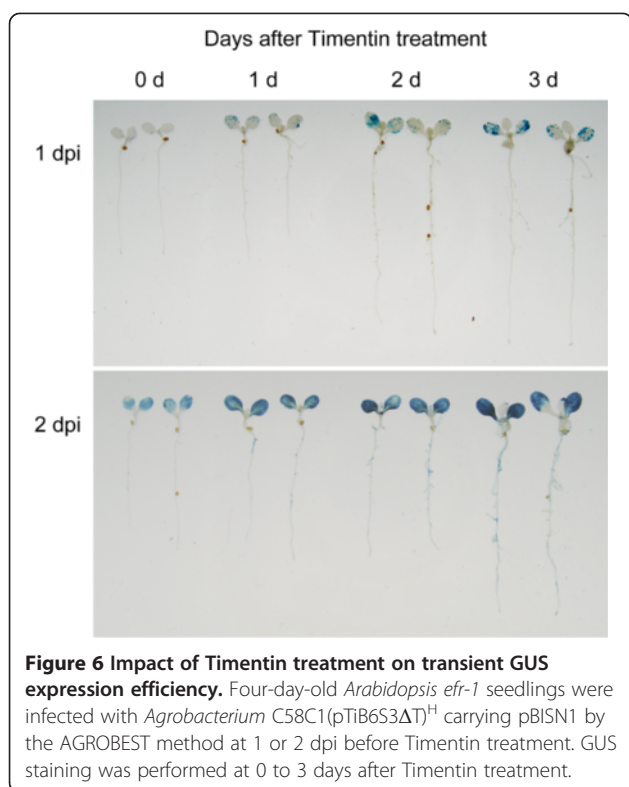 Days after Timentin treatment
0 d 1 d 2 d 3 d
1 dpi
2 dpi
Figure 6 Impact of Timentin treatment on transient GUS
expression efficiency. Four-day-old Arabidopsis efr-1 seedlings were
infected with Agrobacterium C58C1(pTiB6S3ΔT)ᴴ carrying pBISN1 by
the AGROBEST method at 1 or 2 dpi before Timentin treatment. GUS
staining was performed at 0 to 3 days after Timentin treatment.